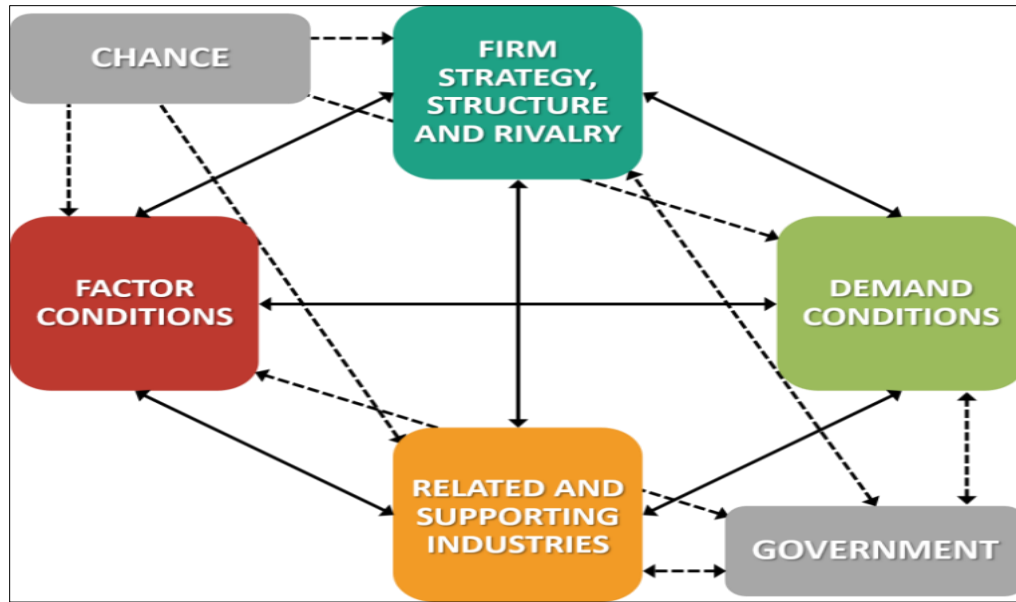 CHANCE
FIRM
STRATEGY,
STRUCTURE
AND RIVALRY
FACTOR
CONDITIONS
DEMAND
CONDITIONS
RELATED AND
SUPPORTING
INDUSTRIES
GOVERNMENT